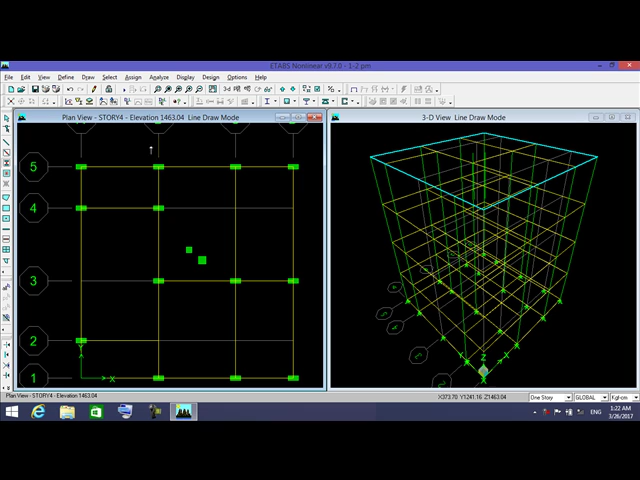 ETABS Nonlinear v9.7.0 - 1-2 pm
File Edit View Define Draw Select Assign Analyze Display Design Options Help
Plan View - STORY4 - Elevation 1463.04 Line Draw Mode
3-D View Line Draw Mode
5
4
3
2
1
Y
X
Y
Z
X
Plan View - STORY4 - Elevation 1463.04
X373.70 Y1241.16 Z1463.04
One Story
GLOBAL
Kgf-cm
ENG
1:22 AM
3/26/2017